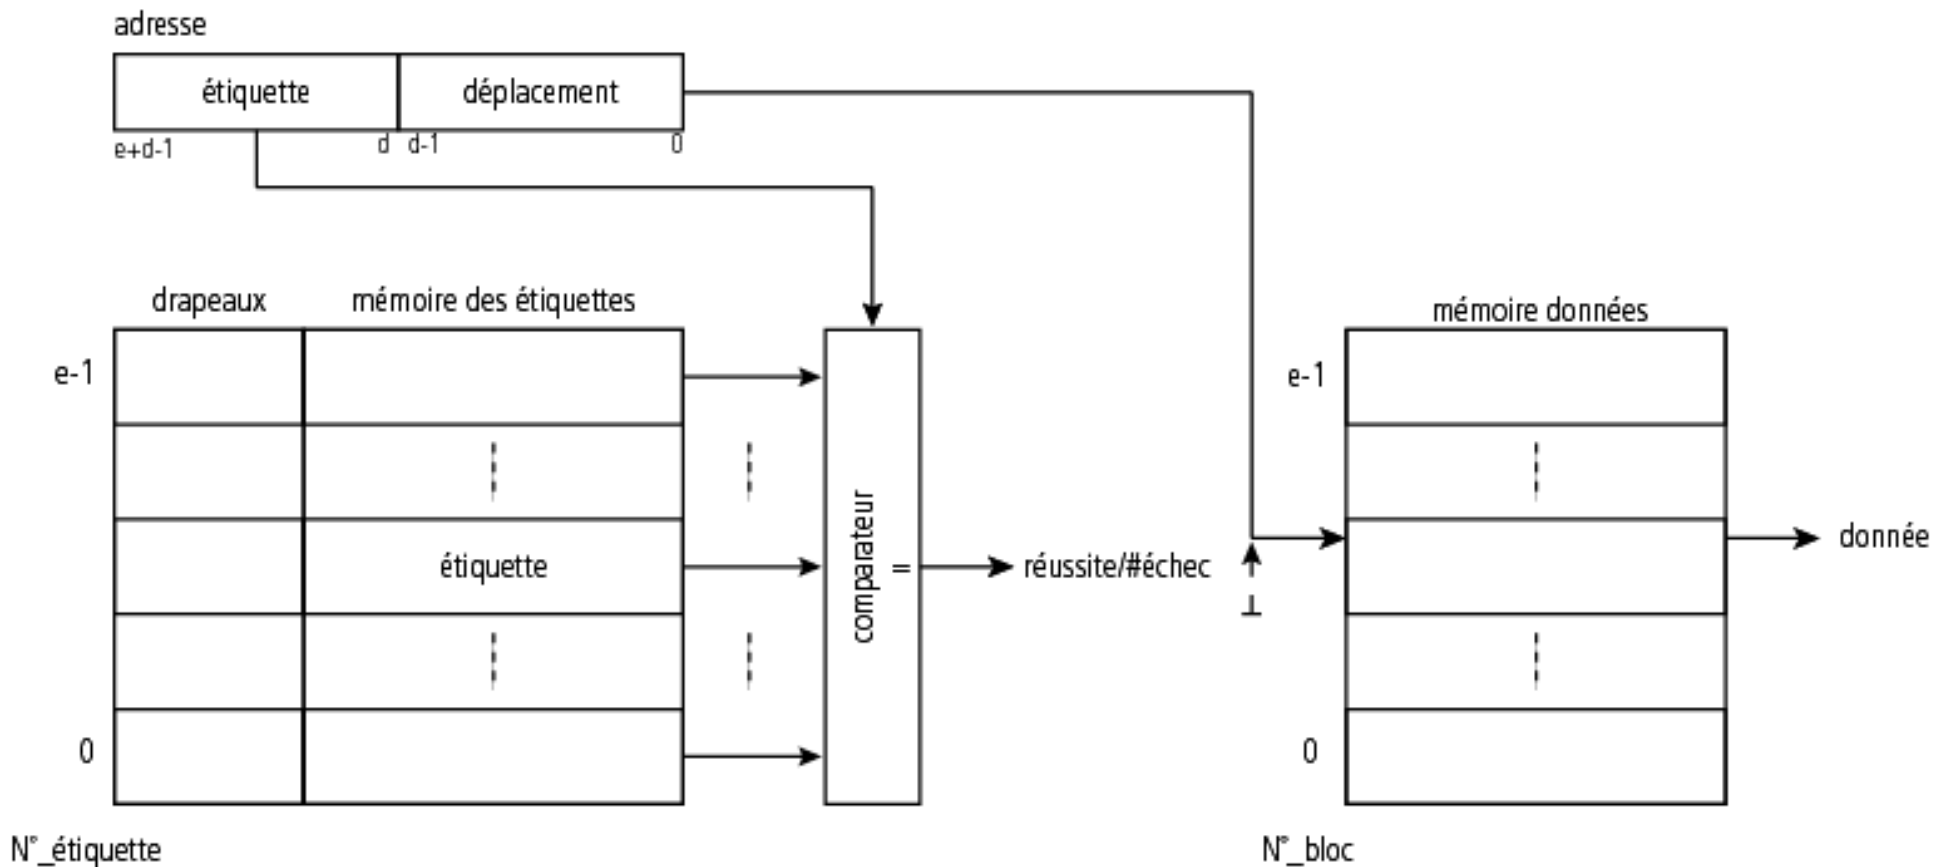 adresse
étiquette déplacement
e+d-1 d d-1 0
drapeaux mémoire des étiquettes mémoire données
e-1 e-1
étiquette comparateur = réussite/#échec donnée
0 0
N°_étiquette N°_bloc